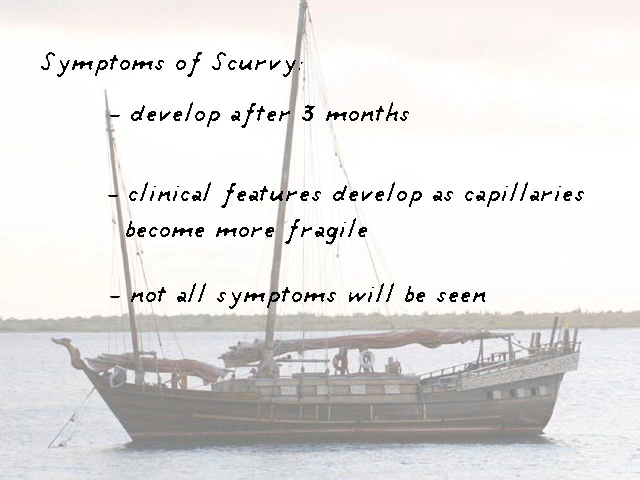 Symptoms of Scurvy:
- develop after 3 months
- clinical features develop as capillaries
become more fragile
- not all symptoms will be seen